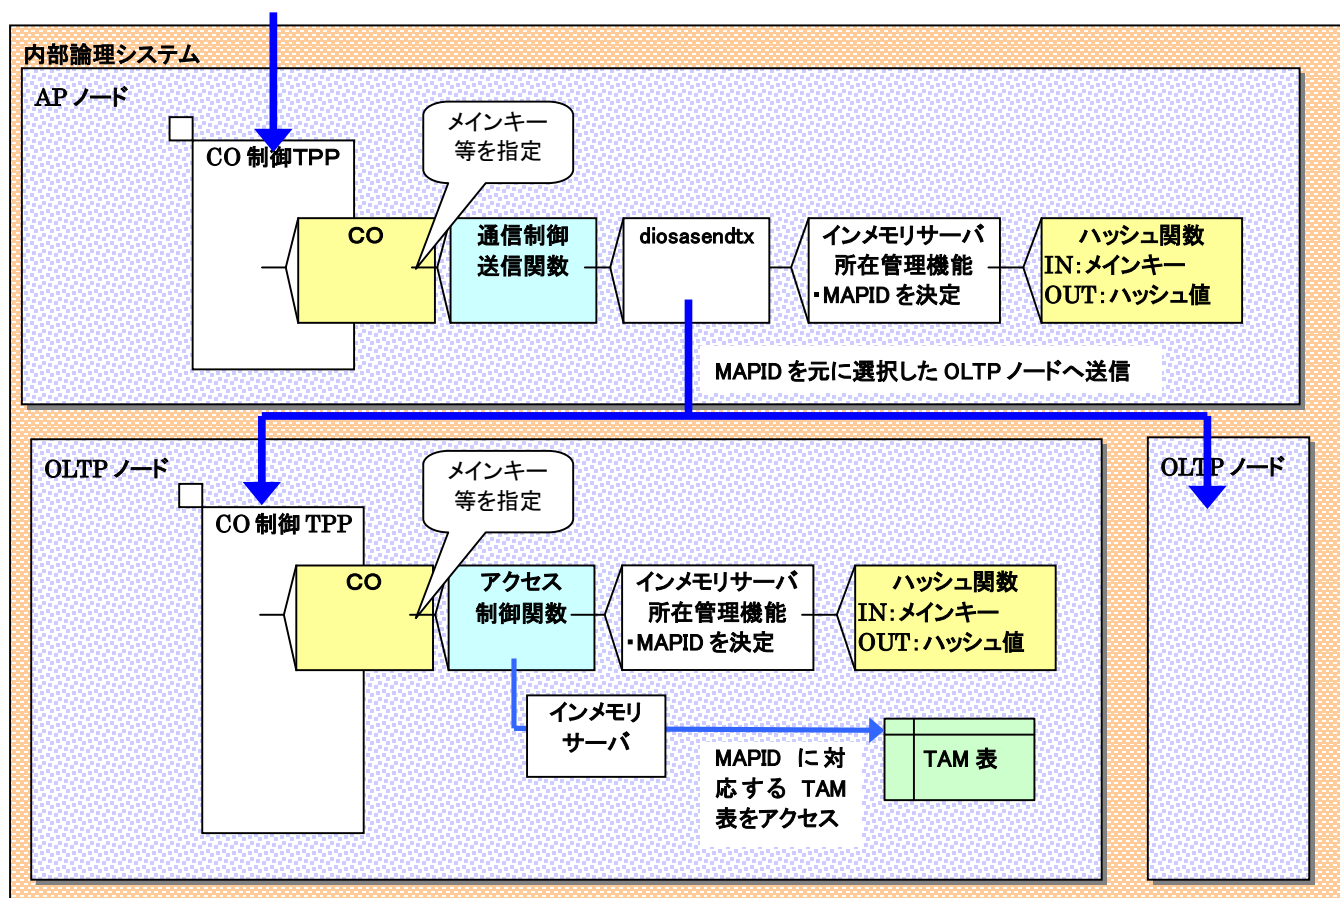 内部論理システム
AP ノード
メインキー
等を指定
CO 制御TPP
CO
通信制御
送信関数
diosasendtx
インメモリサーバ
所在管理機能
・MAPID を決定
ハッシュ関数
IN：メインキー
OUT：ハッシュ値
MAPID を元に選択した OLTP ノードへ送信
OLTP ノード
メインキー
等を指定
CO 制御 TPP
CO
アクセス
制御関数
インメモリサーバ
所在管理機能
・MAPID を決定
ハッシュ関数
IN：メインキー
OUT：ハッシュ値
インメモリ
サーバ
MAPID に対
応する TAM
表をアクセス
TAM 表
OLTP ノード